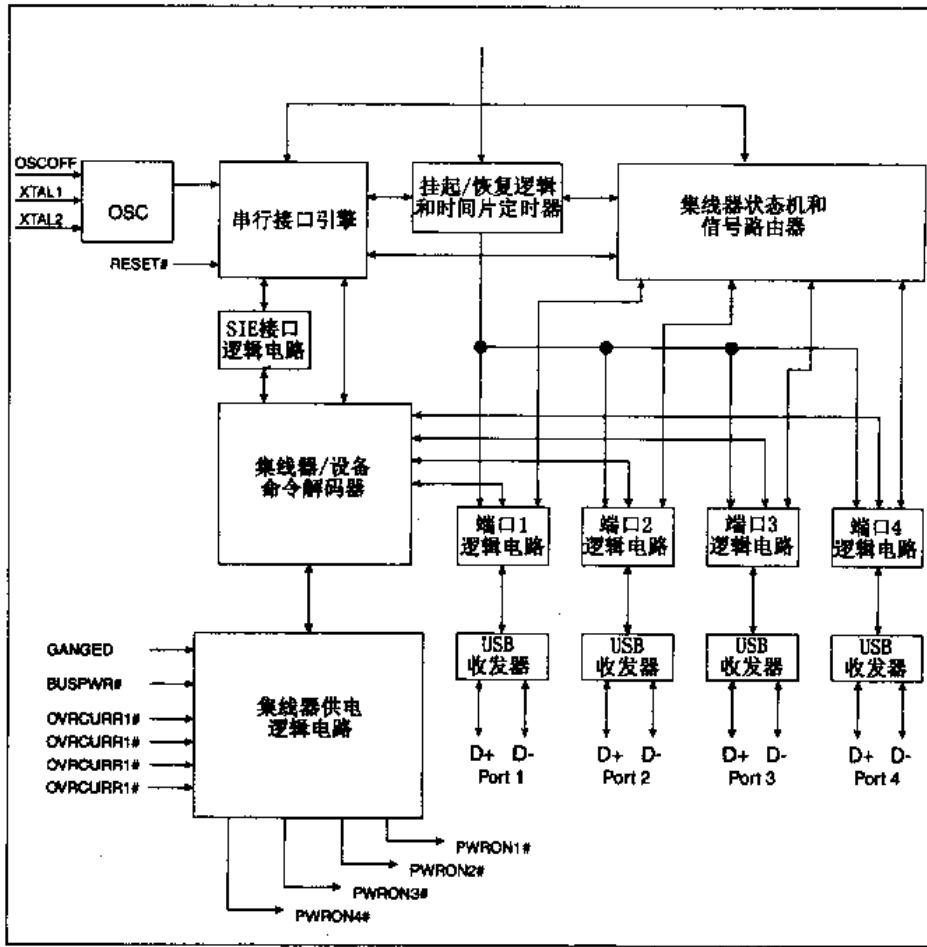 OSCOFF
XTAL1
XTAL2
OSC
RESET#
串行接口引擎
挂起/恢复逻辑
和时间片定时器
集线器状态机和
信号路由器
SIE接口
逻辑电路
集线器/设备
命令解码器
端口1
逻辑电路
端口2
逻辑电路
端口3
逻辑电路
端口4
逻辑电路
USB
收发器
USB
收发器
USB
收发器
USB
收发器
D+ D-
Port 1
D+ D-
Port 2
D+ D-
Port 3
D+ D-
Port 4
GANGED
BUSPWR#
OVRCURR1#
OVRCURR1#
OVRCURR1#
OVRCURR1#
集线器供电
逻辑电路
PWRON1#
PWRON2#
PWRON3#
PWRON4#